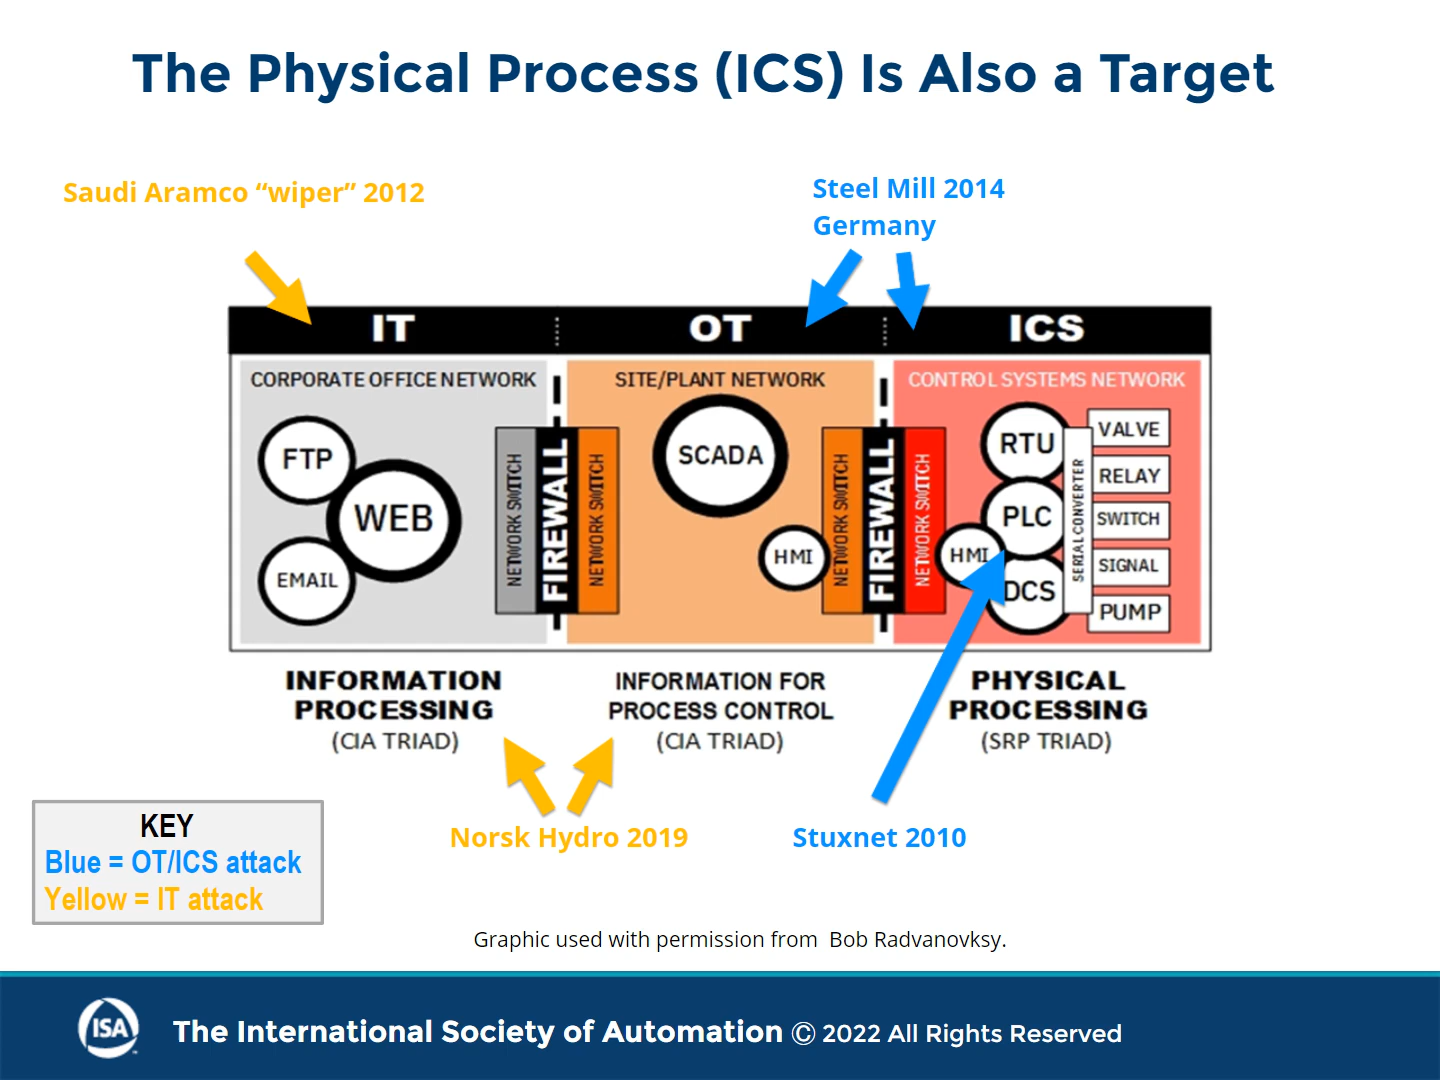 The Physical Process (ICS) Is Also a Target
Saudi Aramco “wiper” 2012
Steel Mill 2014
Germany
IT
OT
ICS
CORPORATE OFFICE NETWORK
SITE/PLANT NETWORK
CONTROL SYSTEMS NETWORK
FTP
WEB
EMAIL
NETWORK SWITCH
FIREWALL
NETWORK SWITCH
SCADA
HMI
NETWORK SWITCH
FIREWALL
NETWORK SWITCH
HMI
RTU
PLC
DCS
SERIAL CONVERTER
VALVE
RELAY
SWITCH
SIGNAL
PUMP
INFORMATION
PROCESSING
(CIA TRIAD)
INFORMATION FOR
PROCESS CONTROL
(CIA TRIAD)
PHYSICAL
PROCESSING
(SRP TRIAD)
Norsk Hydro 2019
Stuxnet 2010
KEY
Blue = OT/ICS attack
Yellow = IT attack
Graphic used with permission from  Bob Radvanovksy.
ISA
The International Society of Automation © 2022 All Rights Reserved